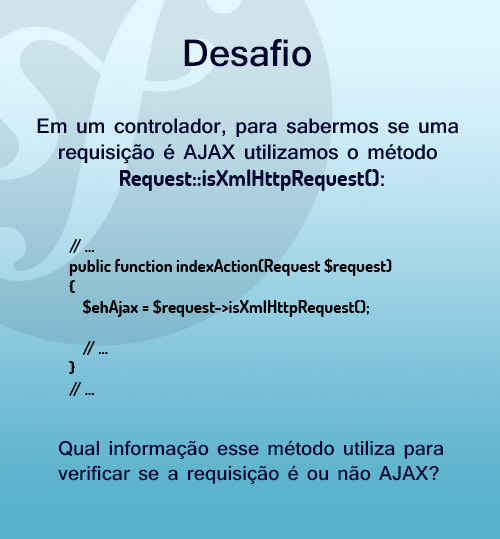 Desafio
Em um controlador, para sabermos se uma
requisição é AJAX utilizamos o método
Request::isXmlHttpRequest():
// ...
public function indexAction(Request $request)
{
$ehAjax = $request->isXmlHttpRequest();
// ...
}
// ...
Qual informação esse método utiliza para
verificar se a requisição é ou não AJAX?